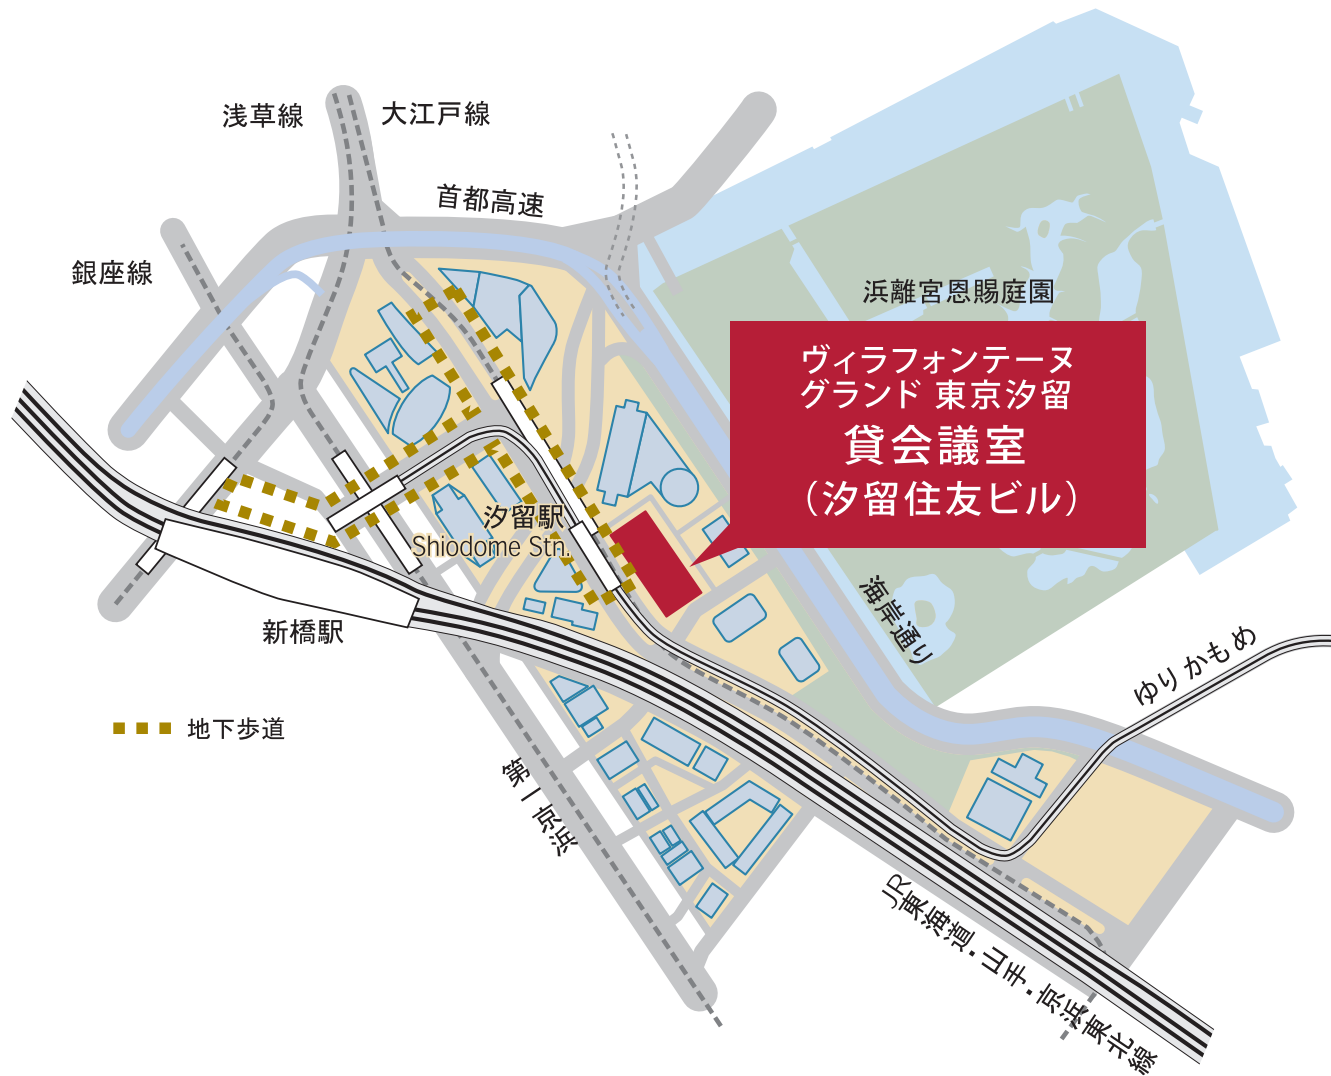 浅草線
大江戸線
首都高速
銀座線
浜離宮恩賜庭園
ヴィラフォンテーヌ
グランド 東京汐留
貸会議室
（汐留住友ビル）
汐留駅
Shiodome Stn.
海岸通り
新橋駅
ゆりかもめ
地下歩道
第一京浜
JR東海道・山手・京浜東北線